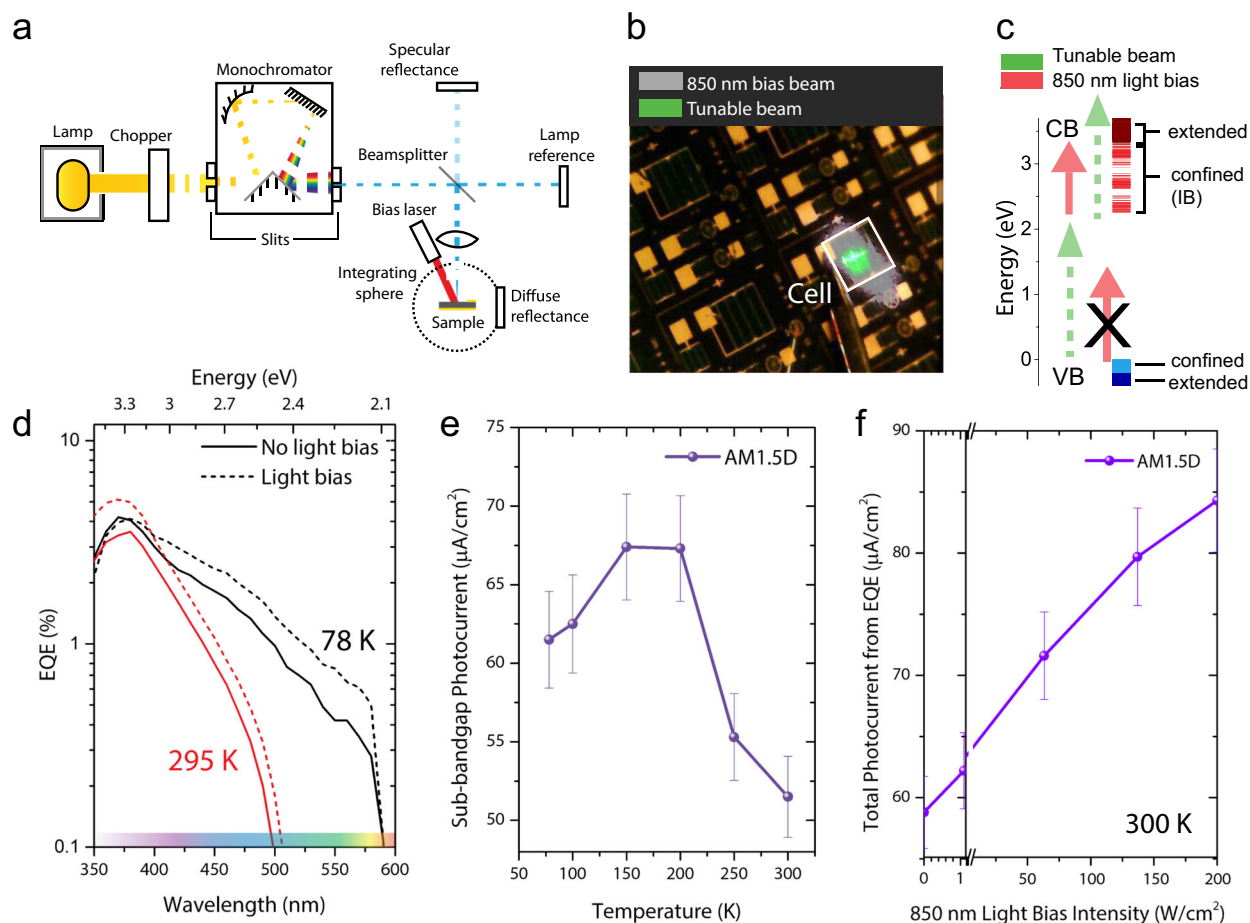 a
Specular
reflectance
Monochromator
Lamp
Chopper
Beamsplitter
Lamp
reference
Bias laser
Slits
Integrating
sphere
Sample
Diffuse
reflectance
b
850 nm bias beam
Tunable beam
Cell
c
Tunable beam
850 nm light bias
CB
extended
confined
(IB)
Energy (eV)
3
2
1
0
X
VB
confined
extended
d
Energy (eV)
3.3 3 2.7 2.4 2.1
No light bias
Light bias
EQE (%)
10
1
0.1
78 K
295 K
350 400 450 500 550 600
Wavelength (nm)
e
AM1.5D
Sub-bandgap Photocurrent (µA/cm²)
75
70
65
60
55
50
100 150 200 250 300
Temperature (K)
f
AM1.5D
Total Photocurrent from EQE (µA/cm²)
90
80
70
60
300 K
0 1 50 100 150 200
850 nm Light Bias Intensity (W/cm²)